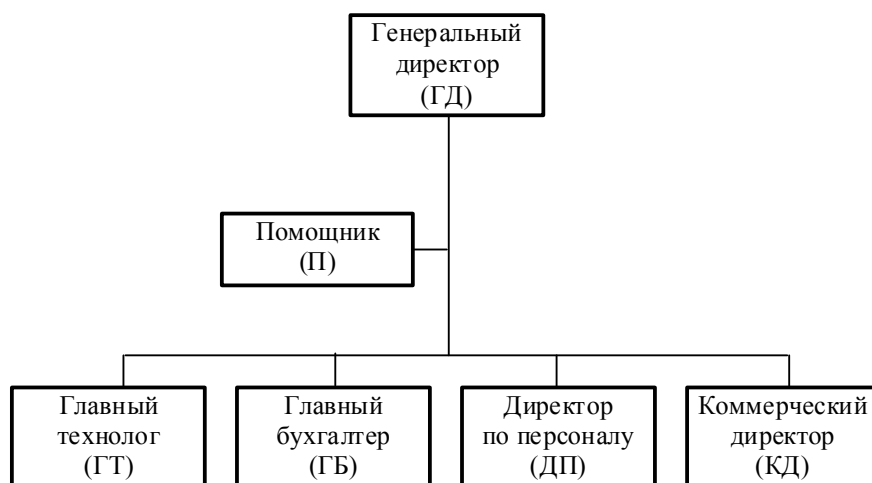 Генеральный
директор
(ГД)
Помощник
(П)
Главный
технолог
(ГТ)
Главный
бухгалтер
(ГБ)
Директор
по персоналу
(ДП)
Коммерческий
директор
(КД)